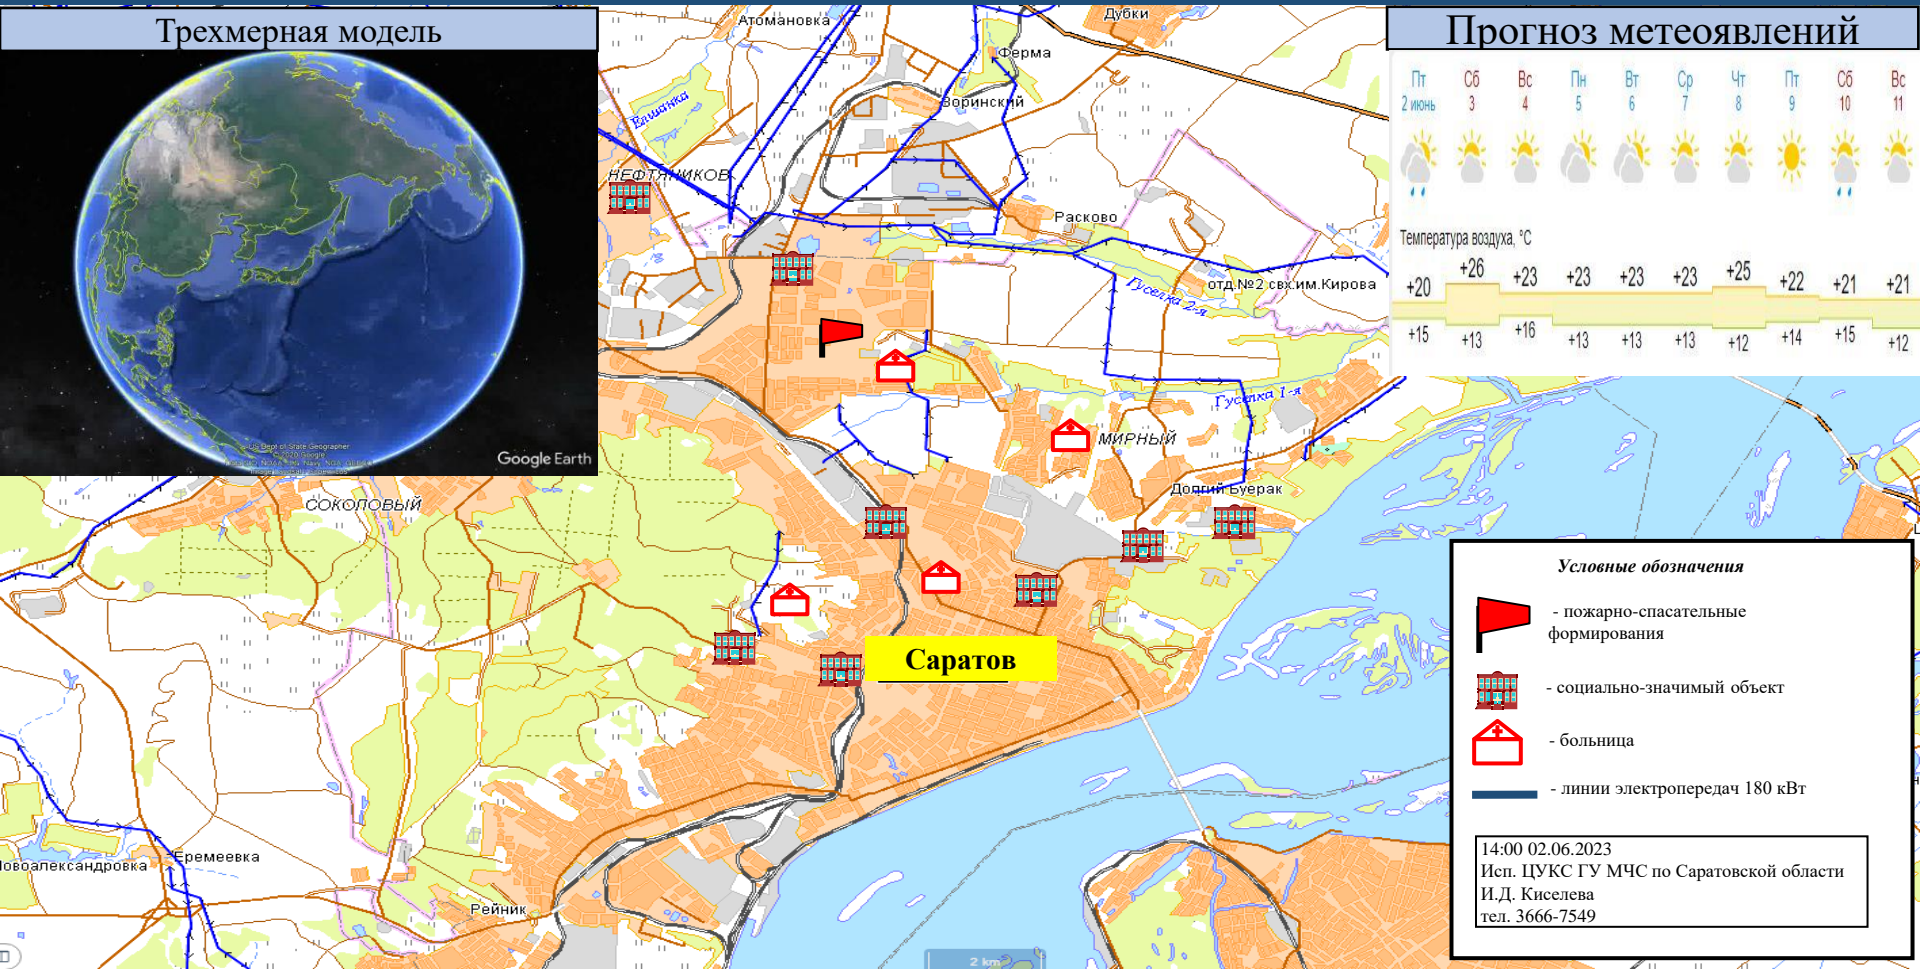 Трехмерная модель
Google Earth
Прогноз метеоявлений
Пт Сб Вс Пн Вт Ср Чт Пт Сб Вс
2 июнь 3 4 5 6 7 8 9 10 11
Температура воздуха, °C
+20 +26 +23 +23 +23 +23 +25 +22 +21 +21
+15 +13 +16 +13 +13 +13 +12 +14 +15 +12
Атомановка
Дубки
Ферма
Воринский
Елшанка
НЕФТЯНИКОВ
Расково
отд.№2 свх.им.Кирова
Гуселка 2-я
Гуселка 1-я
МИРНЫЙ
Долгий Буерак
СОКОЛОВЫЙ
Саратов
Еремеевка
Новоалександровка
Рейник
2 km
Условные обозначения
- пожарно-спасательные
формирования
- социально-значимый объект
- больница
- линии электропередач 180 кВт
14:00 02.06.2023
Исп. ЦУКС ГУ МЧС по Саратовской области
И.Д. Киселева
тел. 3666-7549